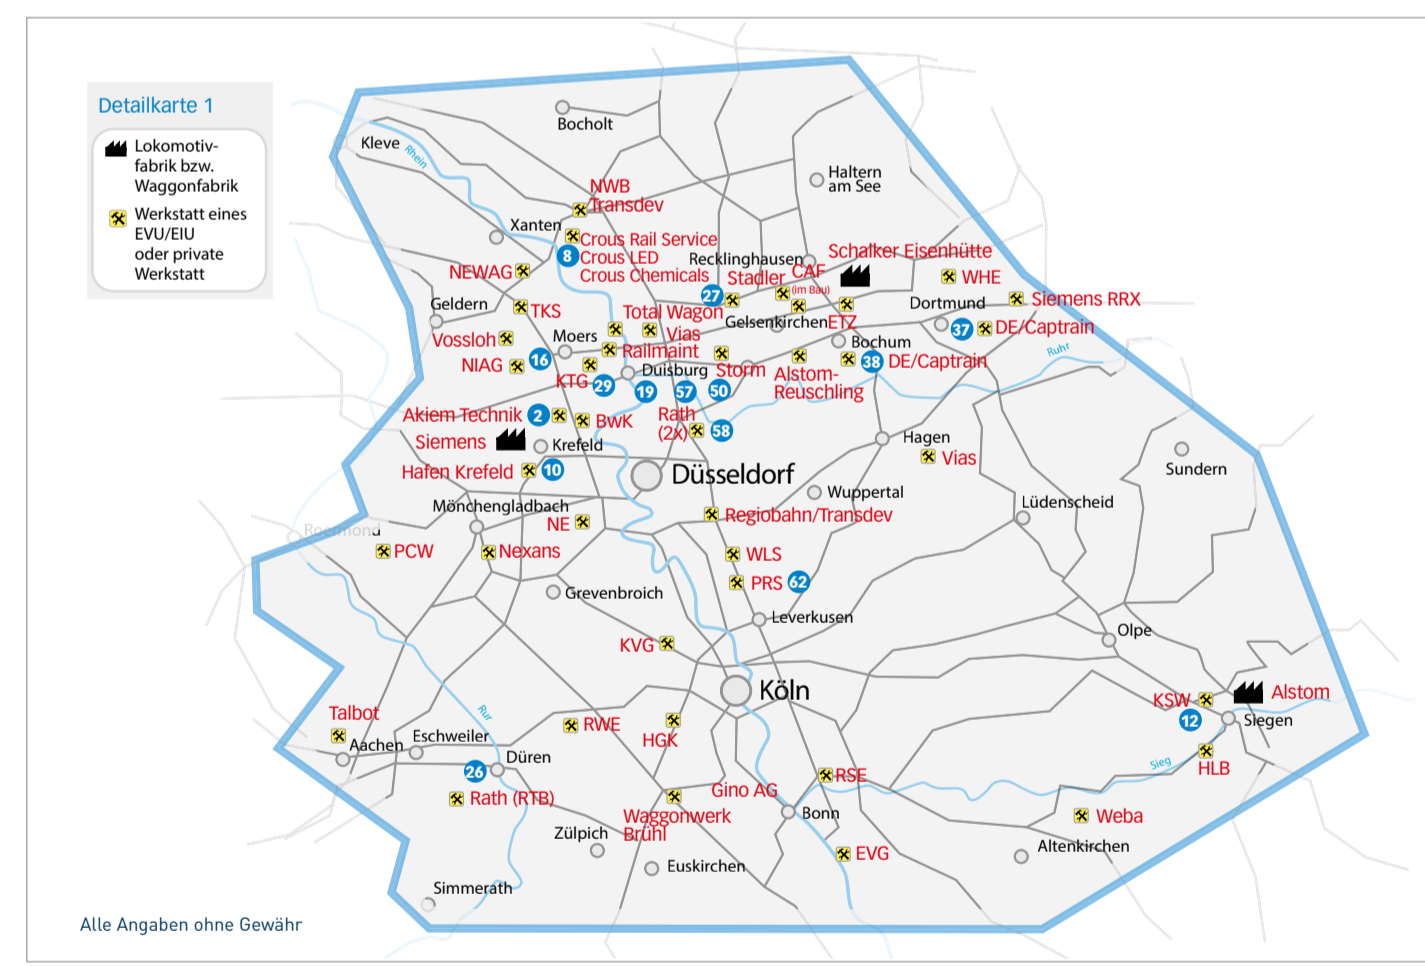 Detailkarte 1
Lokomotiv-
fabrik bzw.
Waggonfabrik
Werkstatt eines
EVU/EIU
oder private
Werkstatt
Bocholt
Kleve
Rhein
Haltern
am See
NWB
Transdev
Xanten
Crous Rail Service
8
Crous LED
Crous Chemicals
Recklinghausen
Schalker Eisenhütte
NEWAG
Stadler
CAF
(im Bau)
WHE
27
Geldern
TKS
Total Wagon
Gelsenkirchen
ETZ
Dortmund
Siemens RRX
37
DE/Captrain
Vossloh
Moers
Vias
Bochum
Ruhr
NIAG
16
Railmaint
38
DE/Captrain
KTG
29
Duisburg
Storm
Alstom-
Reuschling
19
57
50
Akiem Technik
2
BwK
Rath
(2x)
58
Siemens
Krefeld
Hagen
Vias
Sundern
Hafen Krefeld
10
Düsseldorf
Wuppertal
Lüdenscheid
Mönchengladbach
NE
Regiobahn/Transdev
Roermond
PCW
Nexans
WLS
PRS
62
Grevenbroich
Leverkusen
Olpe
KVG
Köln
KSW
Alstom
12
Siegen
Talbot
Rur
RWE
HGK
Aachen
Eschweiler
Düren
26
Sieg
HLB
RSE
Rath (RTB)
Gino AG
Waggonwerk
Brühl
Bonn
Weba
Zülpich
Altenkirchen
EVG
Euskirchen
Simmerath
Alle Angaben ohne Gewähr